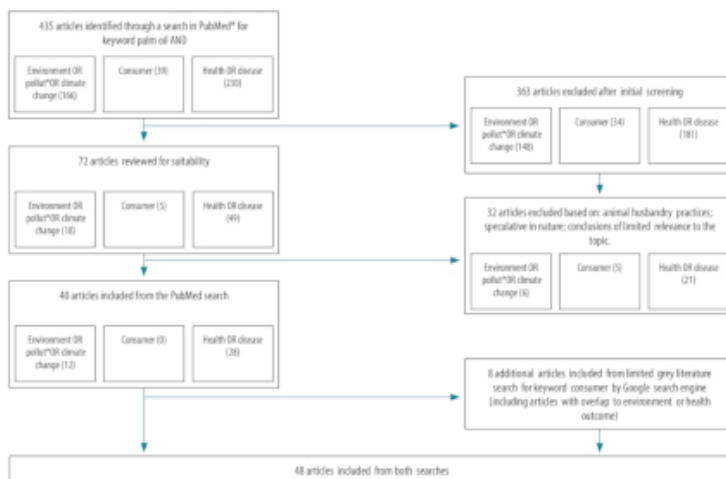 435 articles identified through a search in PubMed® for
keyword palm oil AND
Environment OR
pollut*OR climate
change (166)
Consumer (39)
Health OR disease
(230)
363 articles excluded after initial screening
Environment OR
pollut*OR climate
change (148)
Consumer (34)
Health OR disease
(181)
72 articles reviewed for suitability
Environment OR
pollut*OR climate
change (18)
Consumer (5)
Health OR disease
(49)
32 articles excluded based on: animal husbandry practices;
speculative in nature; conclusions of limited relevance to the
topic.
Environment OR
pollut*OR climate
change (6)
Consumer (5)
Health OR disease
(21)
40 articles included from the PubMed search
Environment OR
pollut*OR climate
change (12)
Consumer (0)
Health OR disease
(28)
8 additional articles included from limited grey literature
search for keyword consumer by Google search engine
(including articles with overlap to environment or health
outcome)
48 articles included from both searches